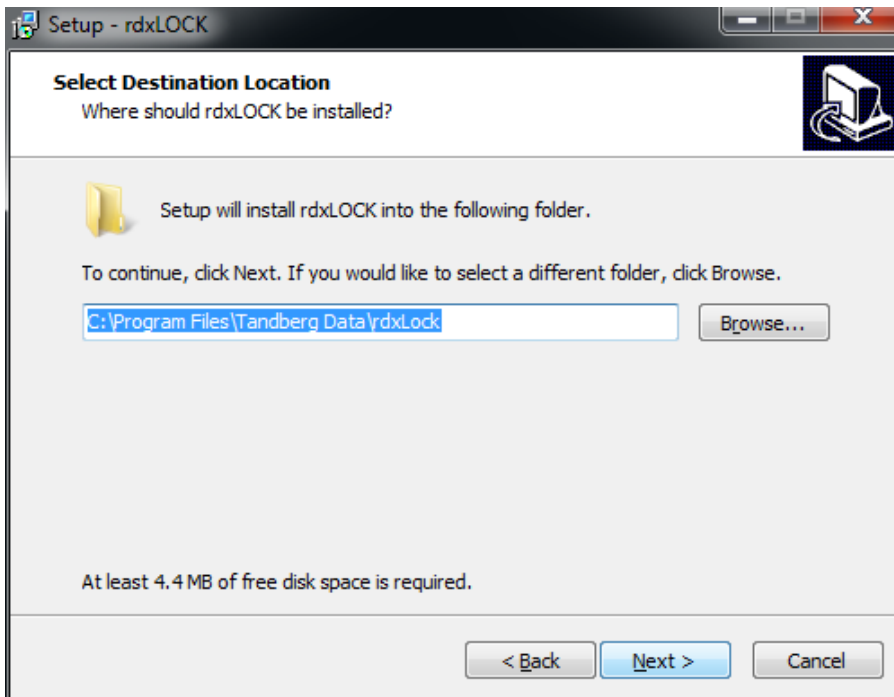 Setup - rdxLOCK
Select Destination Location
Where should rdxLOCK be installed?
Setup will install rdxLOCK into the following folder.
To continue, click Next. If you would like to select a different folder, click Browse.
C:\Program Files\Tandberg Data\rdxLock
Browse...
At least 4.4 MB of free disk space is required.
< Back
Next >
Cancel